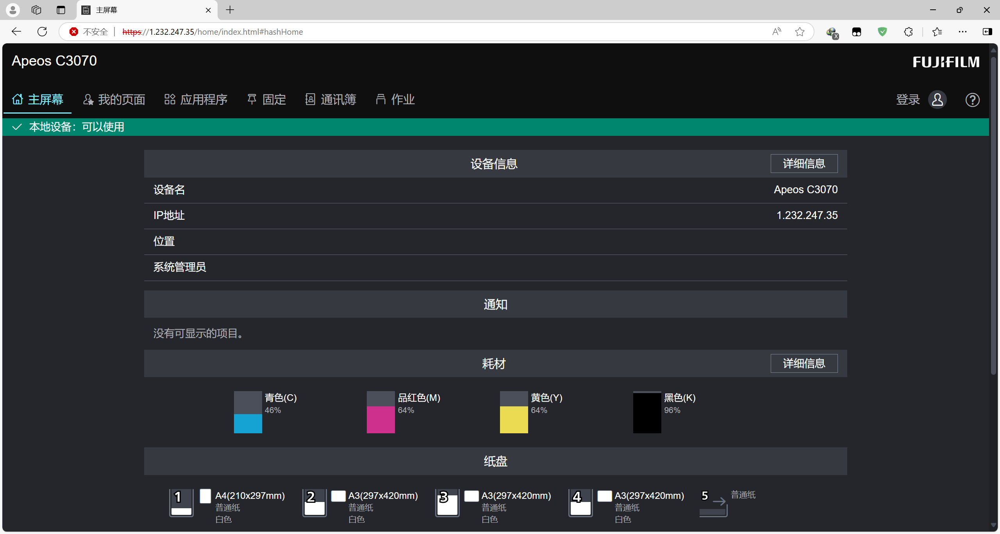 主屏幕
不安全 https://1.232.247.35/home/index.html#hashHome
Apeos C3070
FUJIFILM
主屏幕 我的页面 应用程序 固定 通讯簿 作业 登录
本地设备：可以使用
设备信息 详细信息
设备名 Apeos C3070
IP地址 1.232.247.35
位置
系统管理员
通知
没有可显示的项目。
耗材 详细信息
青色(C) 品红色(M) 黄色(Y) 黑色(K)
46% 64% 64% 96%
纸盘
1 A4(210x297mm) 2 A3(297x420mm) 3 A3(297x420mm) 4 A3(297x420mm) 5 普通纸
普通纸 普通纸 普通纸 普通纸
白色 白色 白色 白色